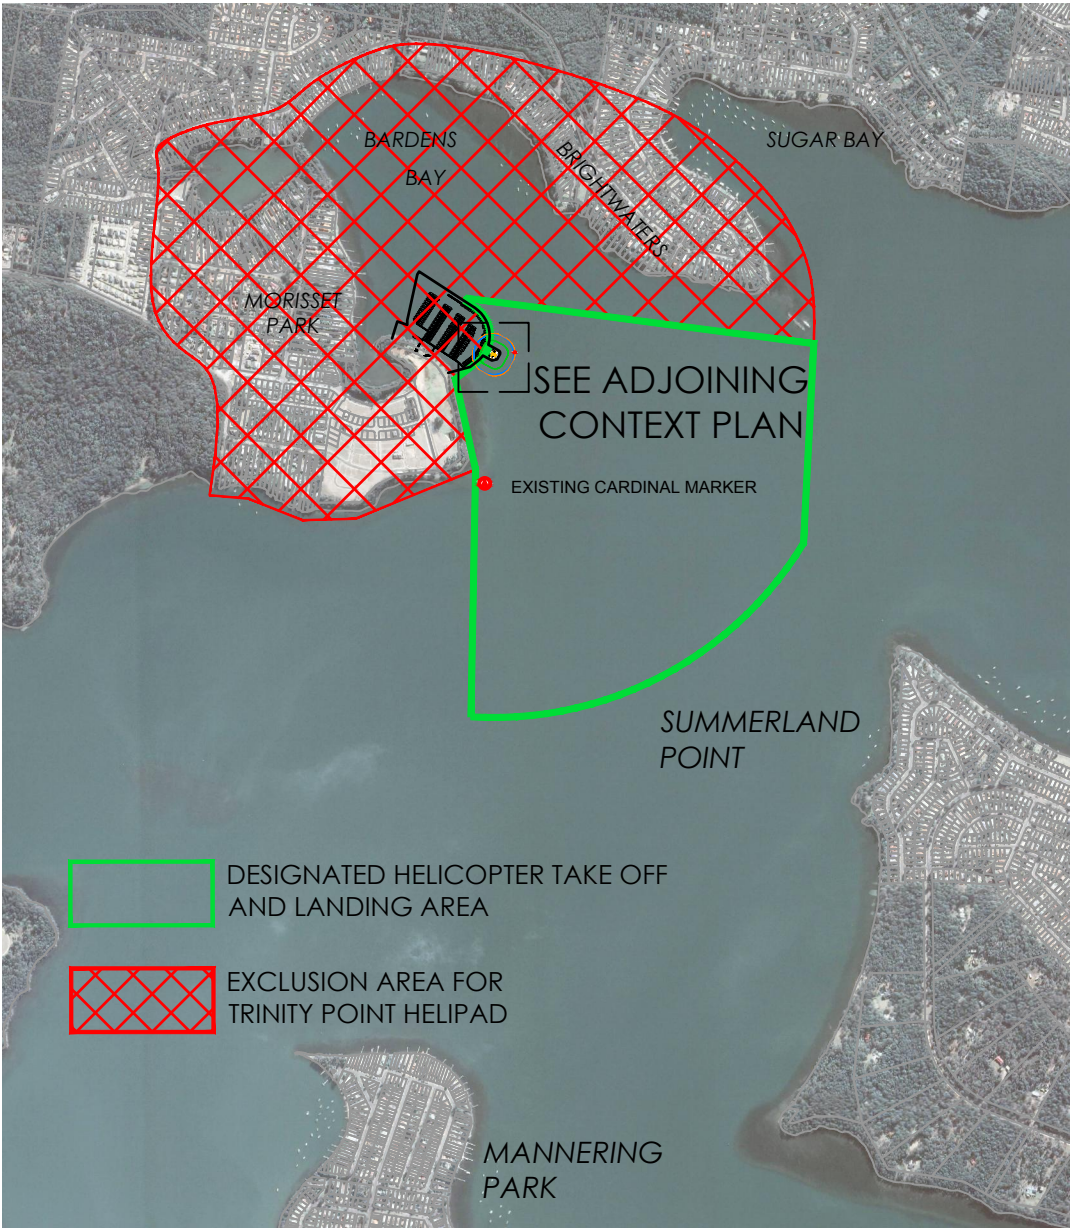 BARDENS
BAY
BRIGHTWATERS
SUGAR BAY
MORISSET
PARK
SEE ADJOINING
CONTEXT PLAN
EXISTING CARDINAL MARKER
SUMMERLAND
POINT
DESIGNATED HELICOPTER TAKE OFF
AND LANDING AREA
EXCLUSION AREA FOR
TRINITY POINT HELIPAD
MANNERING
PARK